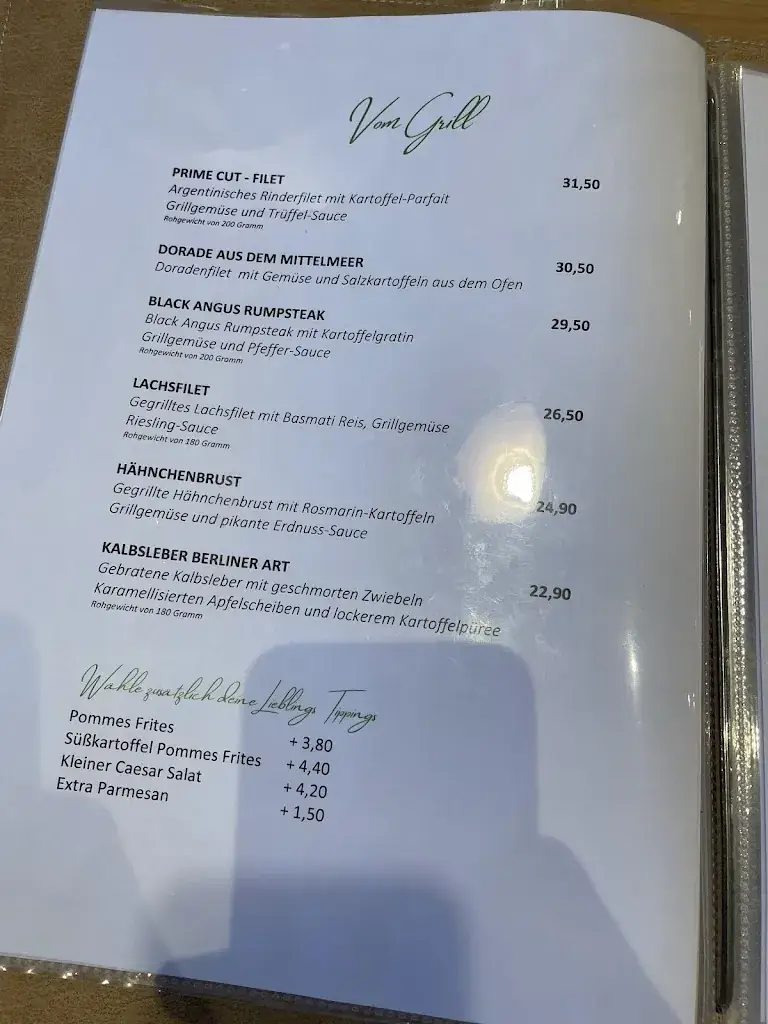 Vom Grill
PRIME CUT - FILET 31,50
Argentinisches Rinderfilet mit Kartoffel-Parfait
Grillgemüse und Trüffel-Sauce
Rohgewicht von 200 Gramm
DORADE AUS DEM MITTELMEER 30,50
Doradenfilet mit Gemüse und Salzkartoffeln aus dem Ofen
BLACK ANGUS RUMPSTEAK 29,50
Black Angus Rumpsteak mit Kartoffelgratin
Grillgemüse und Pfeffer-Sauce
Rohgewicht von 200 Gramm
LACHSFILET 26,50
Gegrilltes Lachsfilet mit Basmati Reis, Grillgemüse
Riesling-Sauce
Rohgewicht von 180 Gramm
HÄHNCHENBRUST 24,90
Gegrillte Hähnchenbrust mit Rosmarin-Kartoffeln
Grillgemüse und pikante Erdnuss-Sauce
KALBSLEBER BERLINER ART 22,90
Gebratene Kalbsleber mit geschmorten Zwiebeln
Karamellisierten Apfelscheiben und lockerem Kartoffelpüree
Rohgewicht von 180 Gramm
Wahle zusatzlich deine Lieblings Tippings
Pommes Frites + 3,80
Süßkartoffel Pommes Frites + 4,40
Kleiner Caesar Salat + 4,20
Extra Parmesan + 1,50